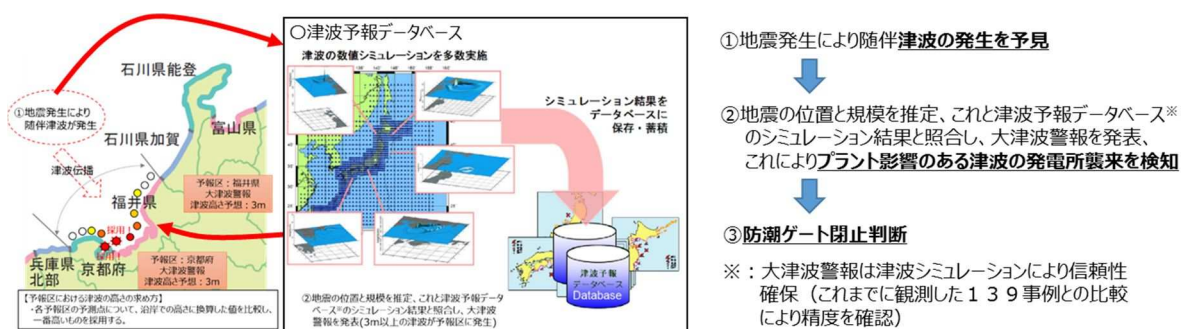 石川県能登
①地震発生により
随伴津波が発生
石川県加賀
富山県
津波伝播
予報区：福井県
大津波警報
津波高さ予想：3m
福井県
採用！
採用！
兵庫県
北部
京都府
予報区：京都府
大津波警報
津波高さ予想：3m
【予報区における津波の高さの求め方】
・各予報区の予測点について、沿岸での高さに換算した値を比較し、
一番高いものを採用する。
〇津波予報データベース
津波の数値シミュレーションを多数実施
シミュレーション結果を
データベースに
保存・蓄積
津波予報
データベース
Database
②地震の位置と規模を推定、これと津波予報データ
ベース※のシミュレーション結果と照合し、大津波
警報を発表(3m以上の津波が予報区に発生)
①地震発生により随伴津波の発生を予見
②地震の位置と規模を推定、これと津波予報データベース※
のシミュレーション結果と照合し、大津波警報を発表、
これによりプラント影響のある津波の発電所襲来を検知
③防潮ゲート閉止判断
※：大津波警報は津波シミュレーションにより信頼性
確保（これまでに観測した１３９事例との比較
により精度を確認）